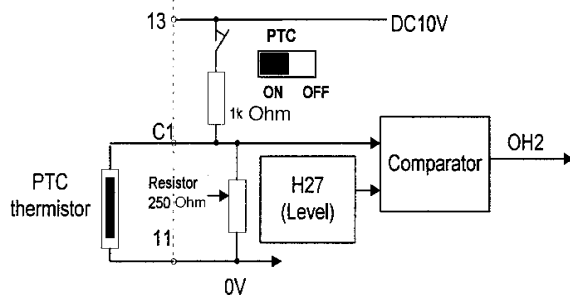 13
DC10V
PTC
ON OFF
1k Ohm
C1
OH2
Comparator
PTC
thermistor
Resistor
250 Ohm
H27
(Level)
11
0V